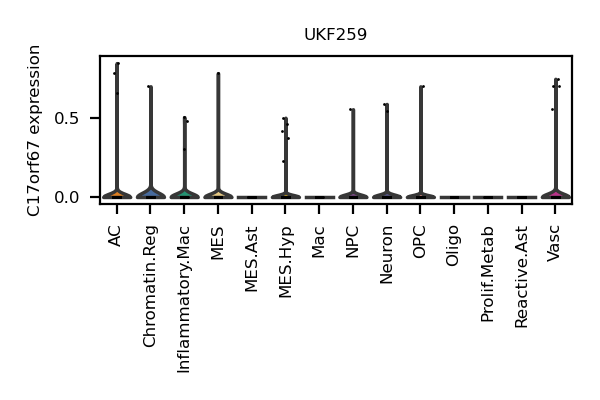 UKF259
C17orf67 expression
0.5
0.0
AC
Chromatin.Reg
Inflammatory.Mac
MES
MES.Ast
MES.Hyp
Mac
NPC
Neuron
OPC
Oligo
Prolif.Metab
Reactive.Ast
Vasc